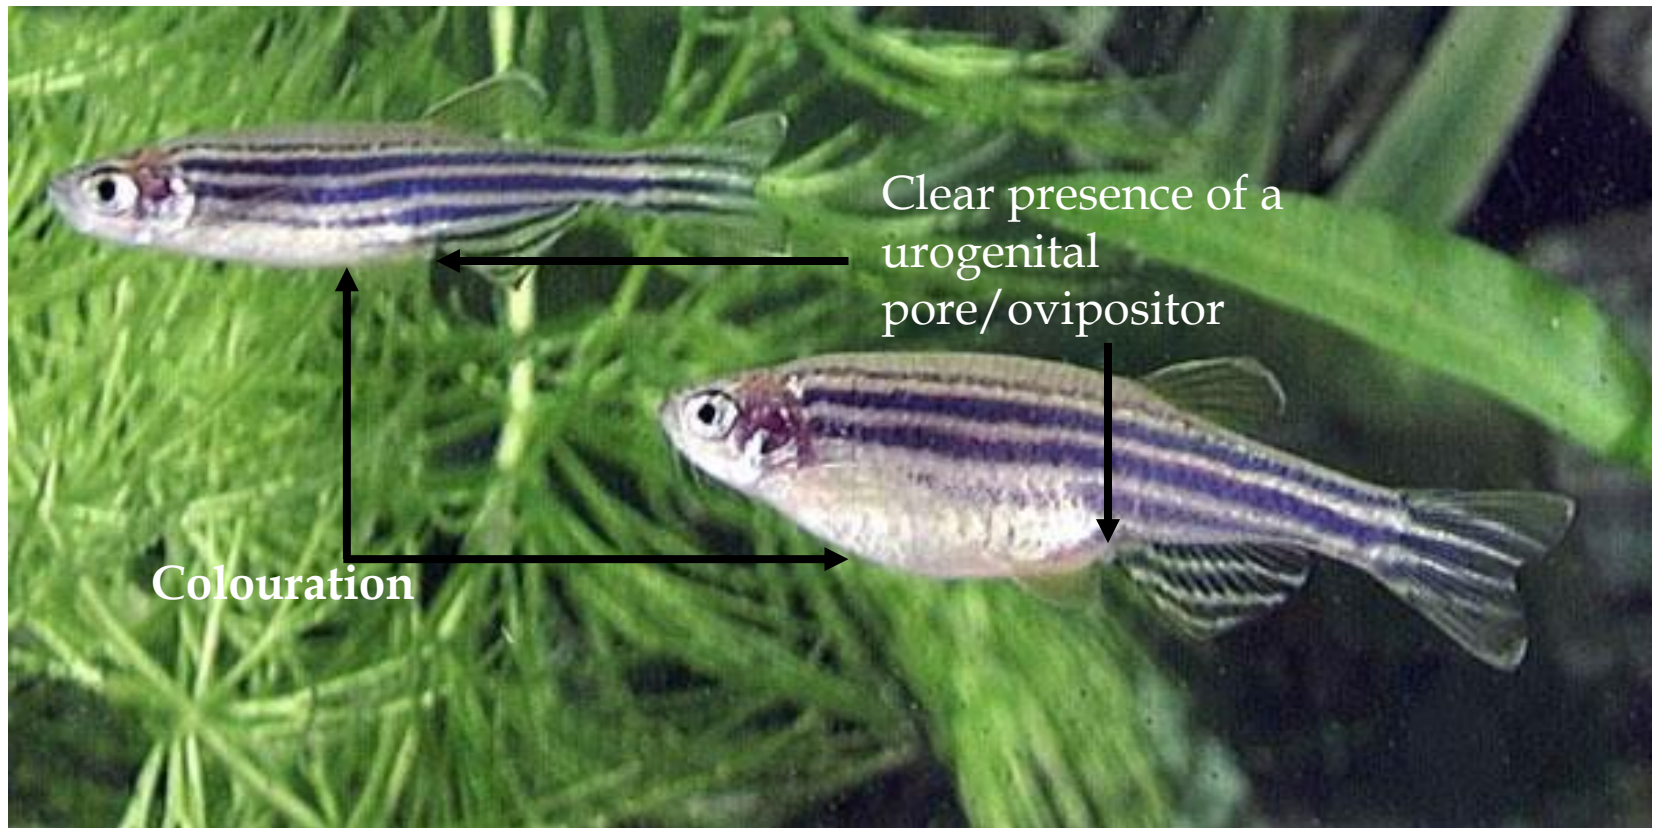 Clear presence of a
urogenital
pore/ovipositor
Colouration